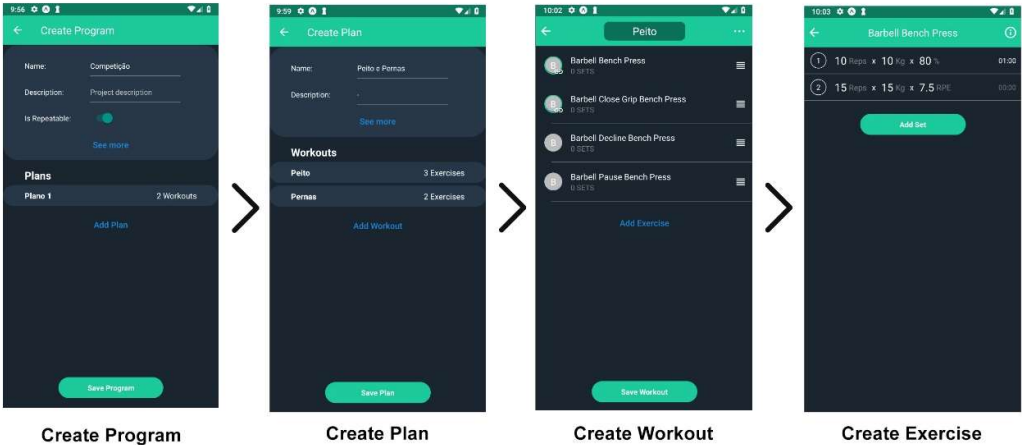 9:56
Create Program
Name: Competição
Description: Project description
Is Repeatable:
See more
Plans
Plano 1 2 Workouts
Add Plan
Save Program
Create Program
9:59
Create Plan
Name: Peito e Pernas
Description: -
See more
Workouts
Peito 3 Exercises
Pernas 2 Exercises
Add Workout
Save Plan
Create Plan
10:02
Peito
B Barbell Bench Press
0 SETS
B Barbell Close Grip Bench Press
0 SETS
B Barbell Decline Bench Press
0 SETS
B Barbell Pause Bench Press
0 SETS
Add Exercise
Save Workout
Create Workout
10:03
Barbell Bench Press
1 10 Reps x 10 Kg x 80 % 01:00
2 15 Reps x 15 Kg x 7.5 RPE 00:00
Add Set
Create Exercise